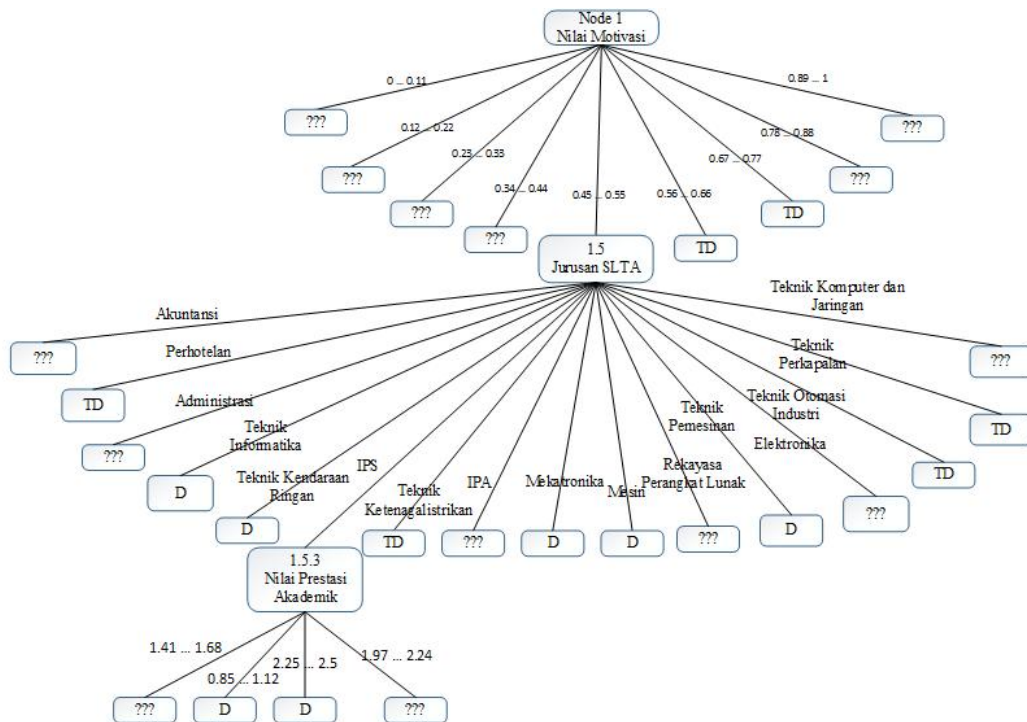 Node 1
Nilai Motivasi
0 ... 0.11
0.89 ... 1
???
???
0.12 ... 0.22
0.78 ... 0.88
0.23 ... 0.33
0.67 ... 0.77
???
???
0.34 ... 0.44
0.45 ... 0.55
0.56 ... 0.66
???
TD
???
TD
1.5
Jurusan SLTA
Teknik Komputer dan
Jaringan
Akuntansi
???
Perhotelan
Teknik
Perkapalan
???
TD
Administrasi
Teknik Otomasi
Industri
TD
Teknik
Informatika
Teknik
Pemesinan
Elektronika
???
D
Teknik Kendaraan
Ringan
IPS
Teknik
Ketenagalistrikan
IPA
Mekatronika
Mesin
Rekayasa
Perangkat Lunak
TD
???
D
TD
???
D
D
???
D
1.5.3
Nilai Prestasi
Akademik
1.41 ... 1.68
0.85 ... 1.12
2.25 ... 2.5
1.97 ... 2.24
???
D
D
???